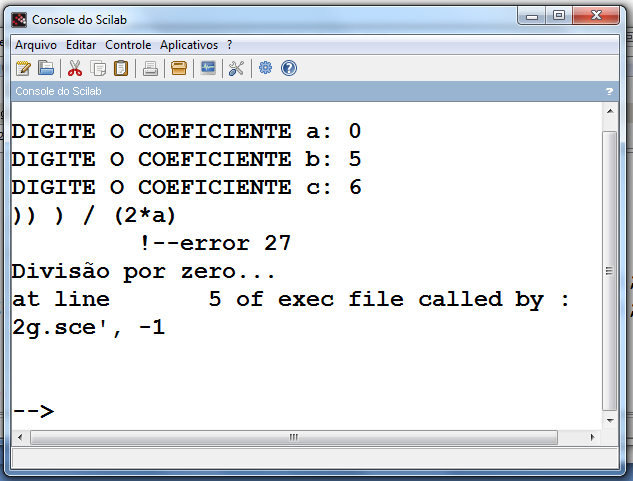 Console do Scilab
Arquivo Editar Controle Aplicativos ?
Console do Scilab ?
DIGITE O COEFICIENTE a: 0
DIGITE O COEFICIENTE b: 5
DIGITE O COEFICIENTE c: 6
)) ) / (2*a)
!--error 27
Divisão por zero...
at line 5 of exec file called by :
2g.sce', -1
-->